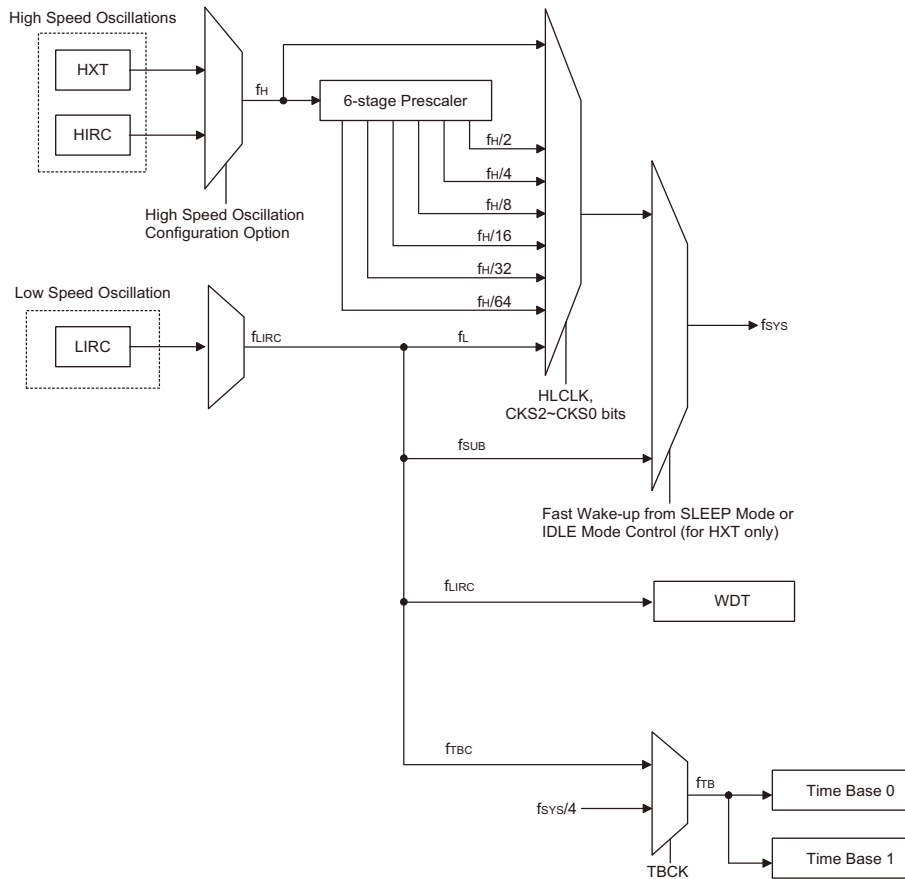 High Speed Oscillations
HXT
HIRC
fH
6-stage Prescaler
fH/2
fH/4
fH/8
fH/16
fH/32
fH/64
High Speed Oscillation
Configuration Option
Low Speed Oscillation
LIRC
fLIRC
fL
HLCLK,
CKS2~CKS0 bits
fSYS
fSUB
Fast Wake-up from SLEEP Mode or
IDLE Mode Control (for HXT only)
fLIRC
WDT
fTBC
fSYS/4
TBCK
fTB
Time Base 0
Time Base 1